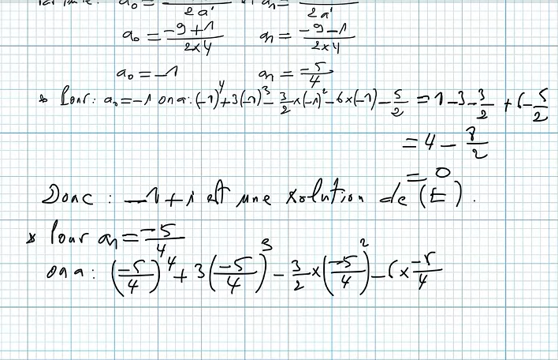 a₀ = (-9+1)/(2×4)   a₁ = (-9-1)/(2×4)
a₀ = -1   a₁ = -5/4
* Pour: a₀ = -1 on a: (-1)⁴ + 3(-1)³ - 3/2 × (-1)² - 6×(-1) - 5/2 = 1 - 3 - 3/2 + 6 - 5/2
= 4 - 8/2
= 0
Donc: -1+i est une solution de (E).
* Pour a₁ = -5/4
on a: (-5/4)⁴ + 3(-5/4)³ - 3/2 × (-5/4)² - 6 × -5/4